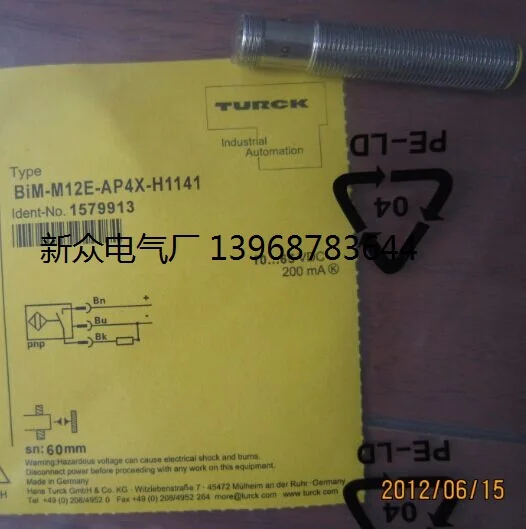 TURCK
Industrial
Automation
Type
BiM-M12E-AP4X-H1141
Ident-No. 1579913
新众电气厂 13968783644
10...65 VDC
200 mA
Bn +
Bu -
Bk
pnp
sn: 60mm
Warning: Hazardous voltage can cause electrical shock and burns.
Disconnect power before proceeding with any work on this equipment.
Made in Germany
Hans Turck GmbH & Co. KG · Witzlebenstraße 7 · 45472 Mülheim an der Ruhr · Germany
Tel +49 (0) 208/4952 0 Fax +49 (0) 208/4952 264 more@turck.com www.turck.com
PE-LD
04
PE-LD
04
2012/06/15